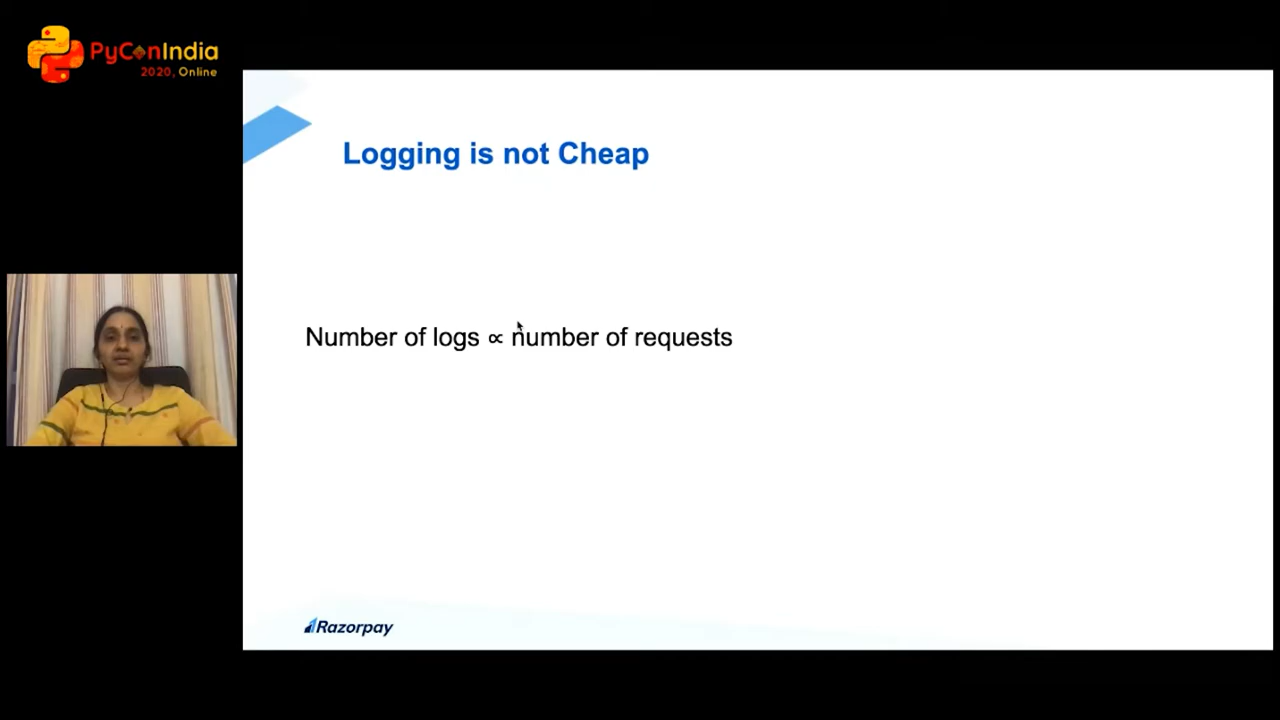 PyConIndia
2020, Online
Logging is not Cheap
Number of logs ∝ number of requests
Razorpay